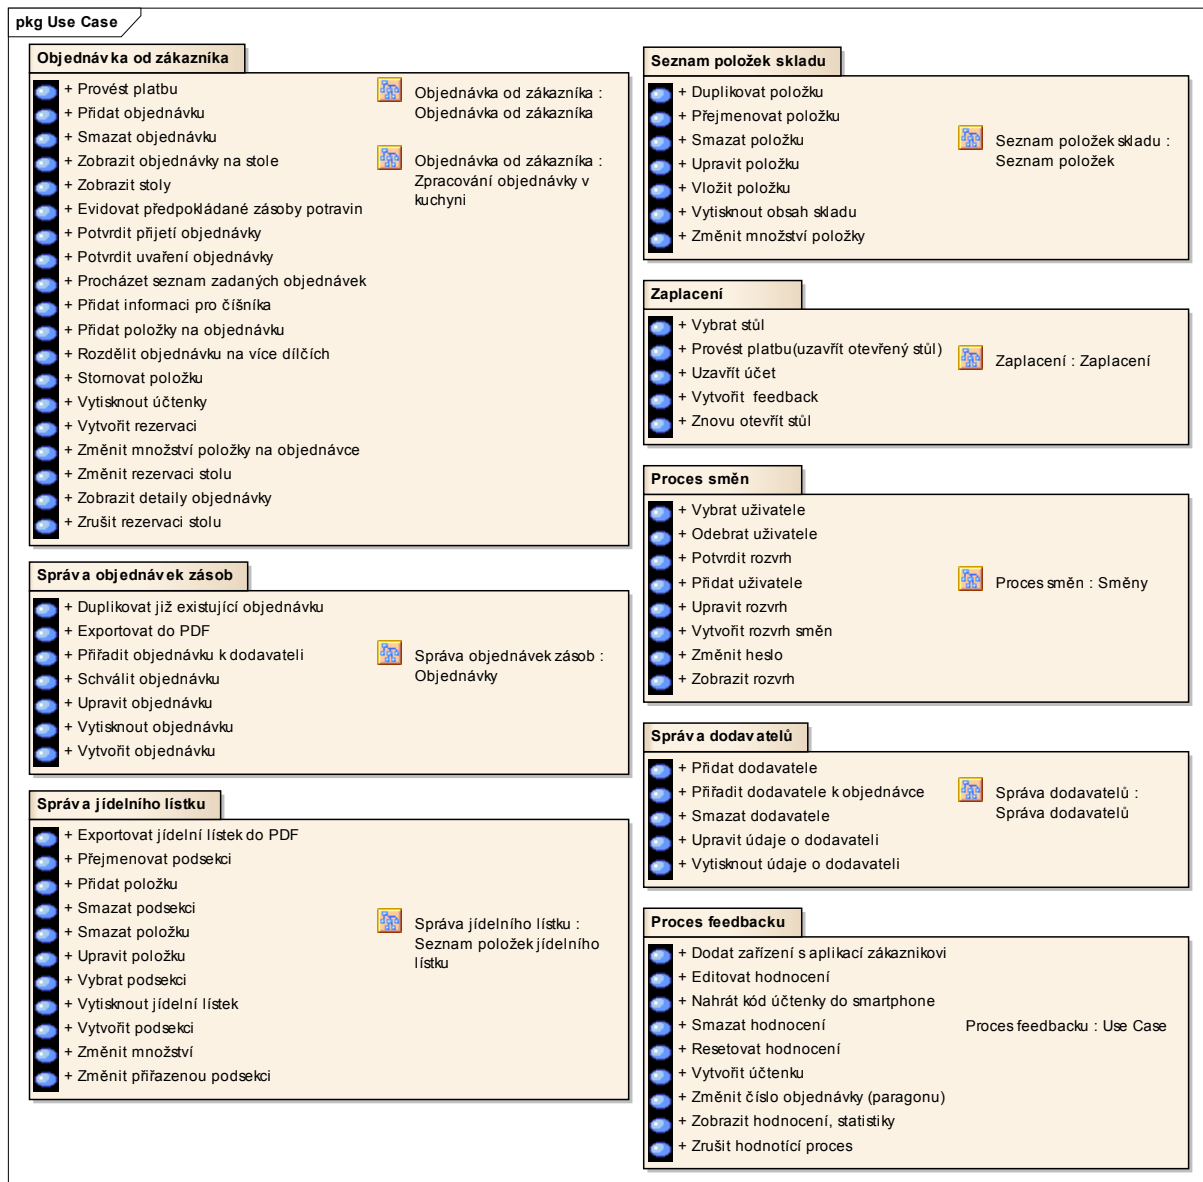 pkg Use Case
Objednávka od zákazníka
+ Provést platbu
+ Přidat objednávku
+ Smazat objednávku
+ Zobrazit objednávky na stole
+ Zobrazit stoly
+ Evidovat předpokládané zásoby potravin
+ Potvrdit přijetí objednávky
+ Potvrdit uvaření objednávky
+ Procházet seznam zadaných objednávek
+ Přidat informaci pro číšníka
+ Přidat položky na objednávku
+ Rozdělit objednávku na více dílčích
+ Stornovat položku
+ Vytisknout účtenky
+ Vytvořit rezervaci
+ Změnit množství položky na objednávce
+ Změnit rezervaci stolu
+ Zobrazit detaily objednávky
+ Zrušit rezervaci stolu
Objednávka od zákazníka :
Objednávka od zákazníka
Objednávka od zákazníka :
Zpracování objednávky v
kuchyni
Správa objednávek zásob
+ Duplikovat již existující objednávku
+ Exportovat do PDF
+ Přiřadit objednávku k dodavateli
+ Schválit objednávku
+ Upravit objednávku
+ Vytisknout objednávku
+ Vytvořit objednávku
Správa objednávek zásob :
Objednávky
Správa jídelního lístku
+ Exportovat jídelní lístek do PDF
+ Přejmenovat podsekci
+ Přidat položku
+ Smazat podsekci
+ Smazat položku
+ Upravit položku
+ Vybrat podsekci
+ Vytisknout jídelní lístek
+ Vytvořit podsekci
+ Změnit množství
+ Změnit přiřazenou podsekci
Správa jídelního lístku :
Seznam položek jídelního
lístku
Seznam položek skladu
+ Duplikovat položku
+ Přejmenovat položku
+ Smazat položku
+ Upravit položku
+ Vložit položku
+ Vytisknout obsah skladu
+ Změnit množství položky
Seznam položek skladu :
Seznam položek
Zaplacení
+ Vybrat stůl
+ Provést platbu(uzavřít otevřený stůl)
+ Uzavřít účet
+ Vytvořit  feedback
+ Znovu otevřít stůl
Zaplacení : Zaplacení
Proces směn
+ Vybrat uživatele
+ Odebrat uživatele
+ Potvrdit rozvrh
+ Přidat uživatele
+ Upravit rozvrh
+ Vytvořit rozvrh směn
+ Změnit heslo
+ Zobrazit rozvrh
Proces směn : Směny
Správa dodavatelů
+ Přidat dodavatele
+ Přiřadit dodavatele k objednávce
+ Smazat dodavatele
+ Upravit údaje o dodavateli
+ Vytisknout údaje o dodavateli
Správa dodavatelů :
Správa dodavatelů
Proces feedbacku
+ Dodat zařízení s aplikací zákaznikovi
+ Editovat hodnocení
+ Nahrát kód účtenky do smartphone
+ Smazat hodnocení
+ Resetovat hodnocení
+ Vytvořit účtenku
+ Změnit číslo objednávky (paragonu)
+ Zobrazit hodnocení, statistiky
+ Zrušit hodnotící proces
Proces feedbacku : Use Case